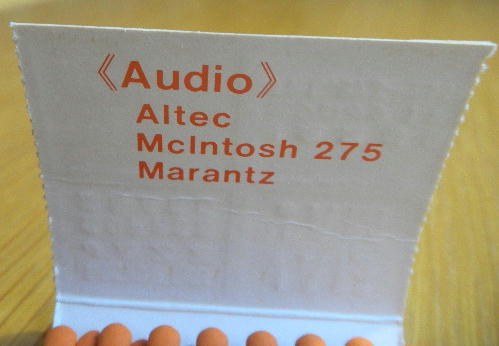 《Audio》
Altec
McIntosh 275
Marantz